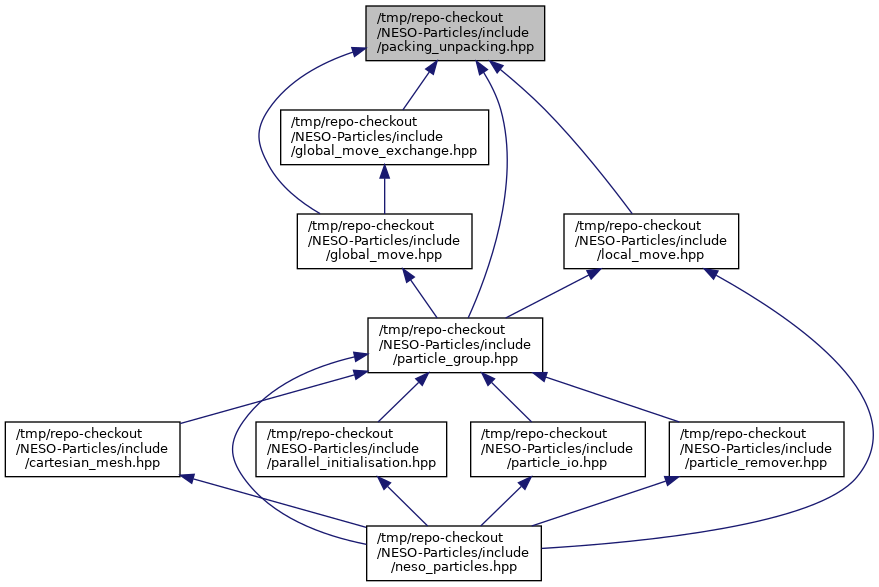 /tmp/repo-checkout
/NESO-Particles/include
/packing_unpacking.hpp
/tmp/repo-checkout
/NESO-Particles/include
/global_move_exchange.hpp
/tmp/repo-checkout
/NESO-Particles/include
/global_move.hpp
/tmp/repo-checkout
/NESO-Particles/include
/local_move.hpp
/tmp/repo-checkout
/NESO-Particles/include
/particle_group.hpp
/tmp/repo-checkout
/NESO-Particles/include
/cartesian_mesh.hpp
/tmp/repo-checkout
/NESO-Particles/include
/parallel_initialisation.hpp
/tmp/repo-checkout
/NESO-Particles/include
/particle_io.hpp
/tmp/repo-checkout
/NESO-Particles/include
/particle_remover.hpp
/tmp/repo-checkout
/NESO-Particles/include
/neso_particles.hpp